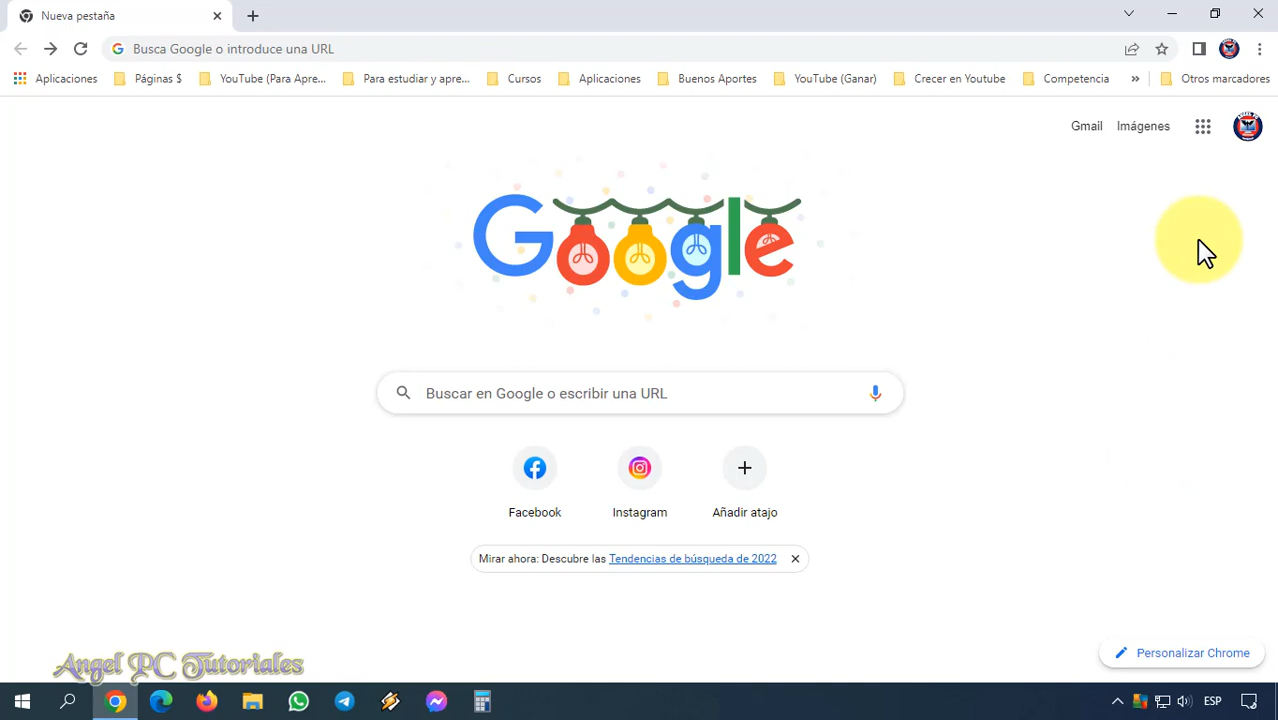 Nueva pestaña
Busca Google o introduce una URL
Aplicaciones Páginas $ YouTube (Para Apre... Para estudiar y apre... Cursos Aplicaciones Buenos Aportes YouTube (Ganar) Crecer en Youtube Competencia » Otros marcadores
Gmail Imágenes
Google
Buscar en Google o escribir una URL
Facebook Instagram Añadir atajo
Mirar ahora: Descubre las Tendencias de búsqueda de 2022
Personalizar Chrome
Angel PC Tutoriales
ESP